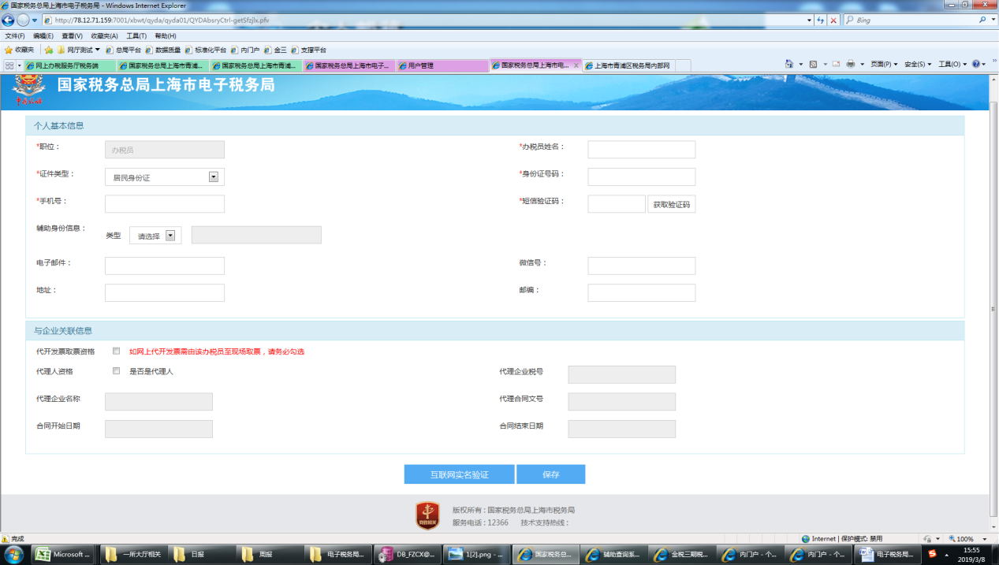 国家税务总局上海市电子税务局 - Windows Internet Explorer
http://78.12.71.159:7001/xbwt/qyda/qyda01/QYDAbsryCtrl-getSfzjlx.pfv
Bing
文件(F) 编辑(E) 查看(V) 收藏夹(A) 工具(T) 帮助(H)
收藏夹 网厅测试 总局平台 数据质量 标准化平台 内门户 金三 支撑平台
网上办税服务厅税务端 国家税务总局上海市青浦... 国家税务总局上海市青浦... 国家税务总局上海市电子... 用户管理 国家税务总局上海市电... X 上海市青浦区税务局内部网 页面(P) 安全(S) 工具(O)
国家税务总局上海市电子税务局
中国税务
个人基本信息
*职位： 办税员 *办税员姓名：
*证件类型： 居民身份证 *身份证号码：
*手机号： *短信验证码： 获取验证码
辅助身份信息： 类型 请选择
电子邮件： 微信号：
地址： 邮编：
与企业关联信息
代开发票取票资格 如网上代开发票需由该办税员至现场取票，请务必勾选
代理人资格 是否是代理人 代理企业税号
代理企业名称 代理合同文号
合同开始日期 合同结束日期
互联网实名验证 保存
党政机关
版权所有：国家税务总局上海市税务局
服务电话：12366 技术支持热线：
完成 Internet | 保护模式: 禁用 100%
Microsoft ... 一所大厅相关 日报 周报 电子税务局... DB_FZCX@... 1[2].png - ... 国家税务总... 辅助查询系... 金税三期税... 内门户 - 个... 内门户 - 个... 电子税务局...
15:55
2019/3/8